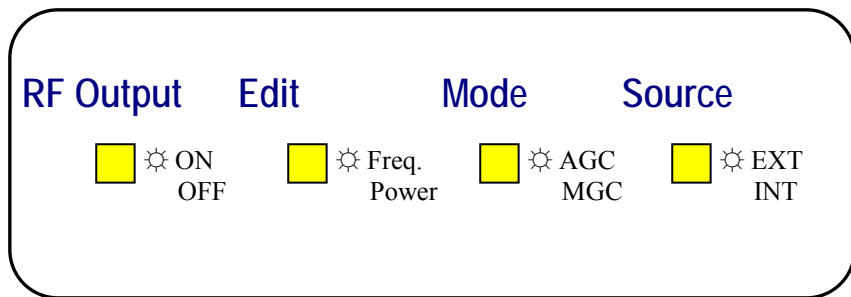 RF Output Edit Mode Source
ON Freq. AGC EXT
OFF Power MGC INT